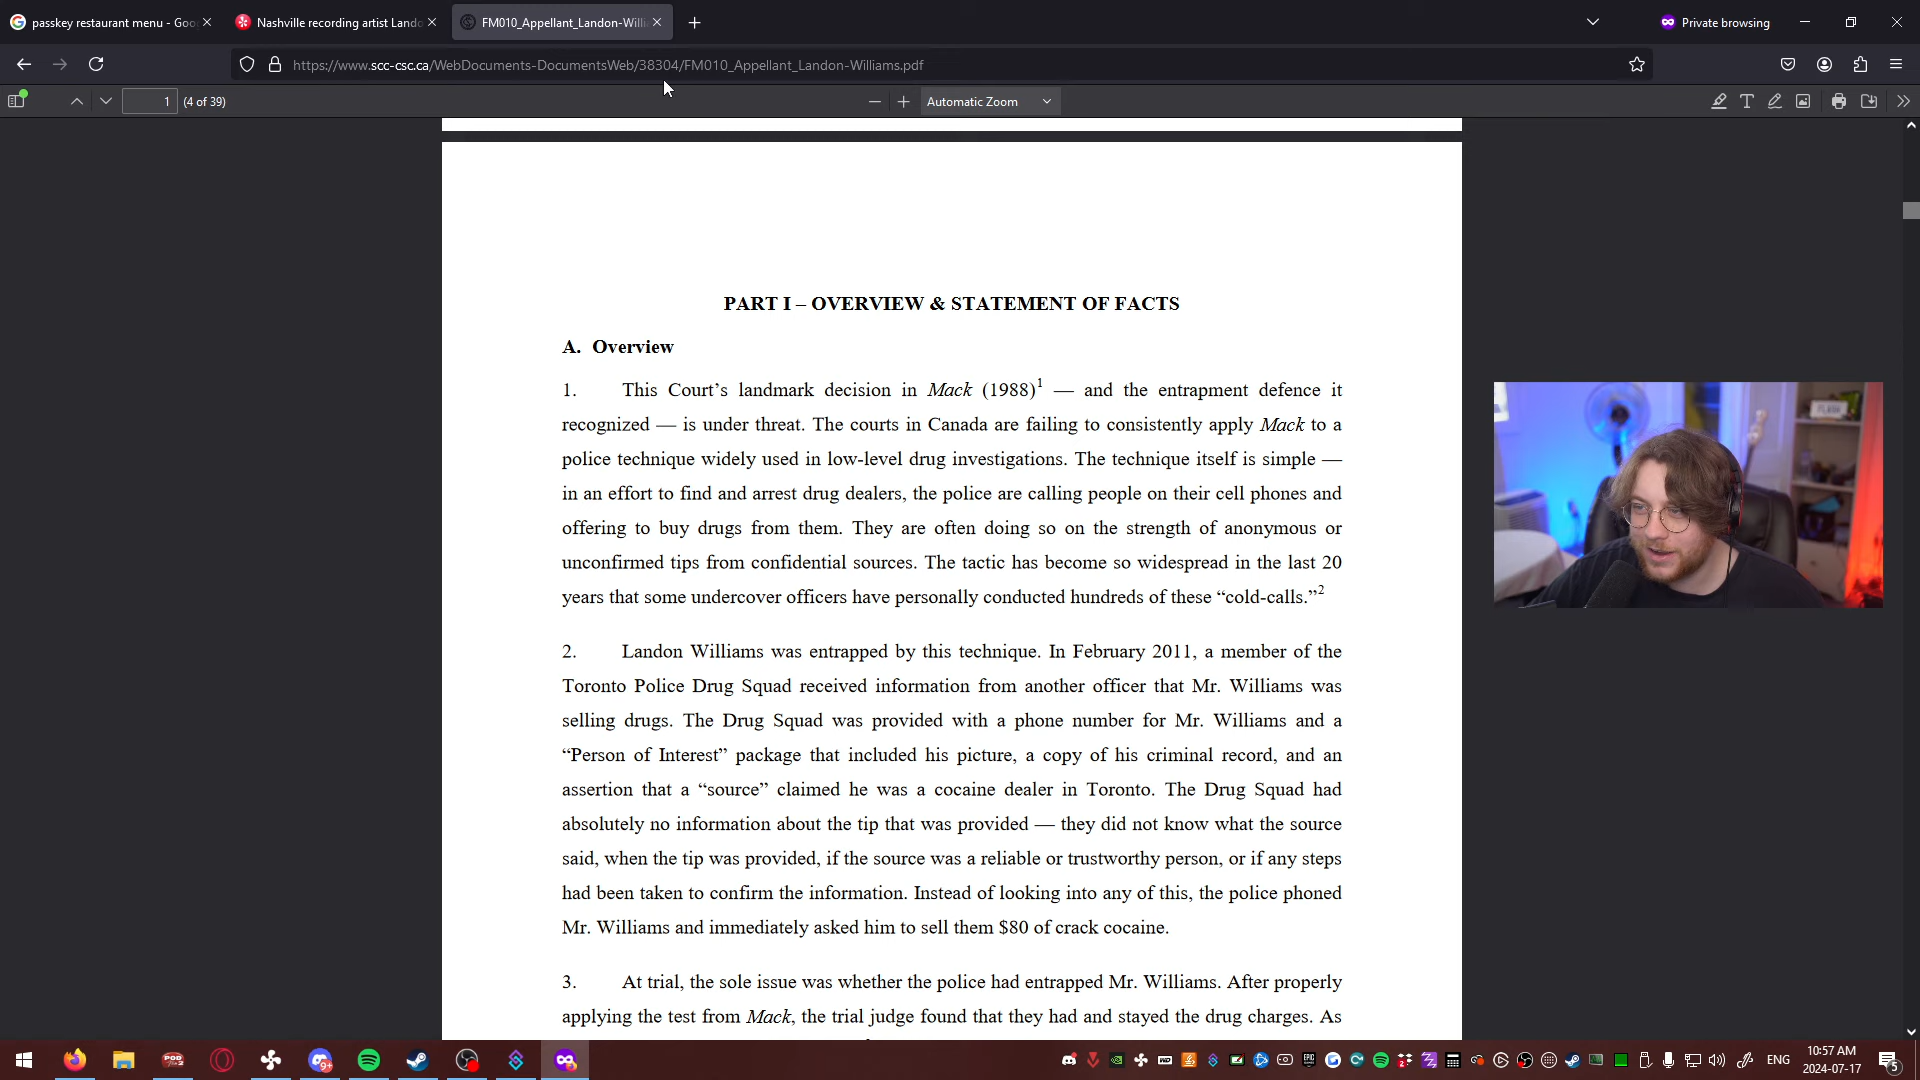 passkey restaurant menu - Goo
Nashville recording artist Lando
FM010_Appellant_Landon-Willi
Private browsing
https://www.scc-csc.ca/WebDocuments-DocumentsWeb/38304/FM010_Appellant_Landon-Williams.pdf
1 (4 of 39)
Automatic Zoom
PART I – OVERVIEW & STATEMENT OF FACTS
A. Overview
1. This Court’s landmark decision in Mack (1988)1 — and the entrapment defence it
recognized — is under threat. The courts in Canada are failing to consistently apply Mack to a
police technique widely used in low-level drug investigations. The technique itself is simple —
in an effort to find and arrest drug dealers, the police are calling people on their cell phones and
offering to buy drugs from them. They are often doing so on the strength of anonymous or
unconfirmed tips from confidential sources. The tactic has become so widespread in the last 20
years that some undercover officers have personally conducted hundreds of these “cold-calls.”2
2. Landon Williams was entrapped by this technique. In February 2011, a member of the
Toronto Police Drug Squad received information from another officer that Mr. Williams was
selling drugs. The Drug Squad was provided with a phone number for Mr. Williams and a
“Person of Interest” package that included his picture, a copy of his criminal record, and an
assertion that a “source” claimed he was a cocaine dealer in Toronto. The Drug Squad had
absolutely no information about the tip that was provided — they did not know what the source
said, when the tip was provided, if the source was a reliable or trustworthy person, or if any steps
had been taken to confirm the information. Instead of looking into any of this, the police phoned
Mr. Williams and immediately asked him to sell them $80 of crack cocaine.
3. At trial, the sole issue was whether the police had entrapped Mr. Williams. After properly
applying the test from Mack, the trial judge found that they had and stayed the drug charges. As
ENG
10:57 AM
2024-07-17
5